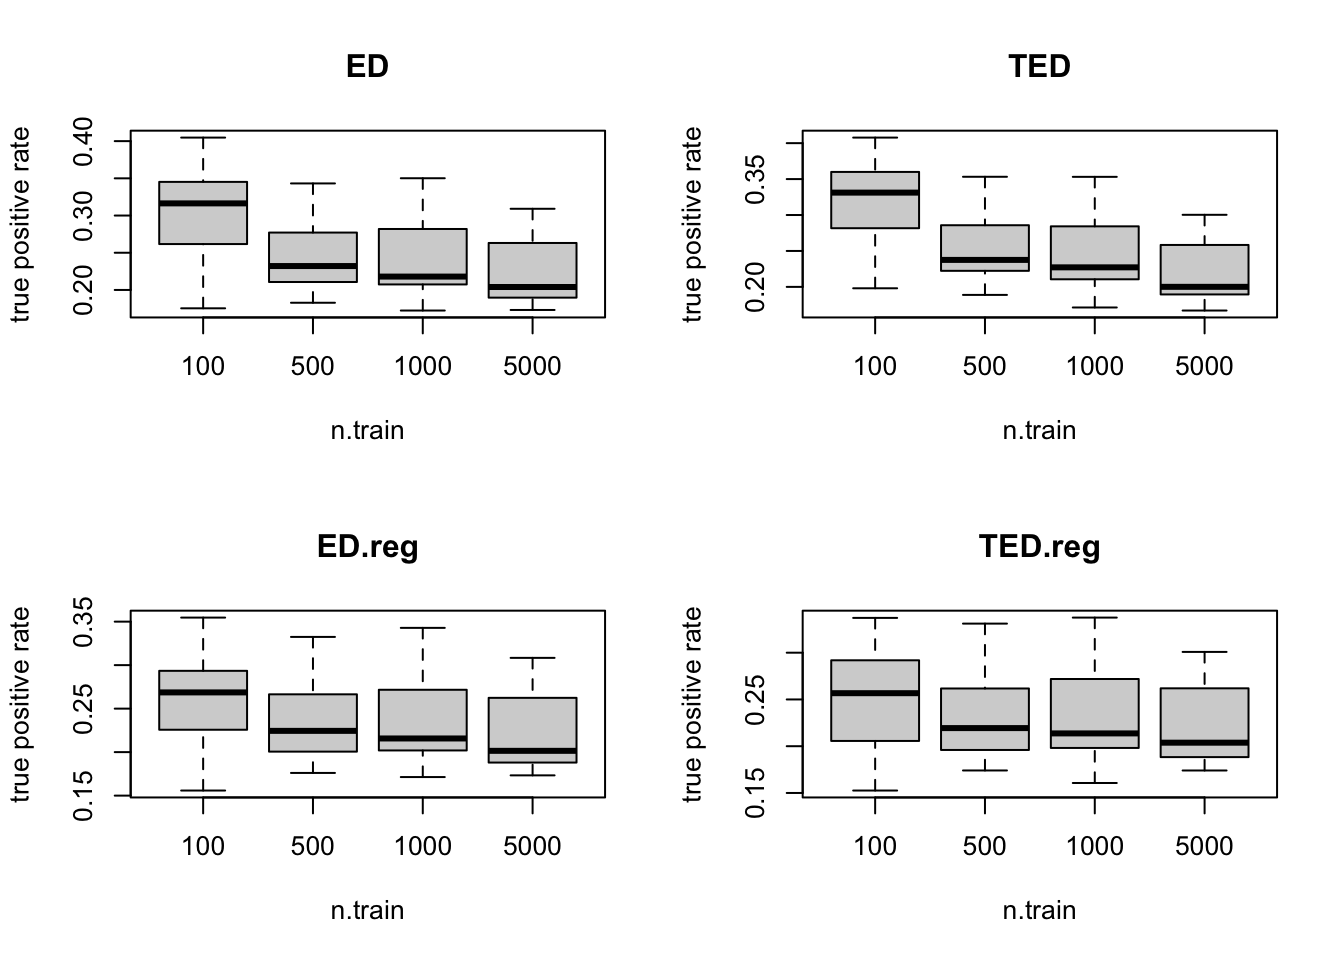 ED
true positive rate
0.40
0.30
0.20
100 500 1000 5000
n.train
TED
true positive rate
0.35
0.20
100 500 1000 5000
n.train
ED.reg
true positive rate
0.35
0.25
0.15
100 500 1000 5000
n.train
TED.reg
true positive rate
0.25
0.15
100 500 1000 5000
n.train